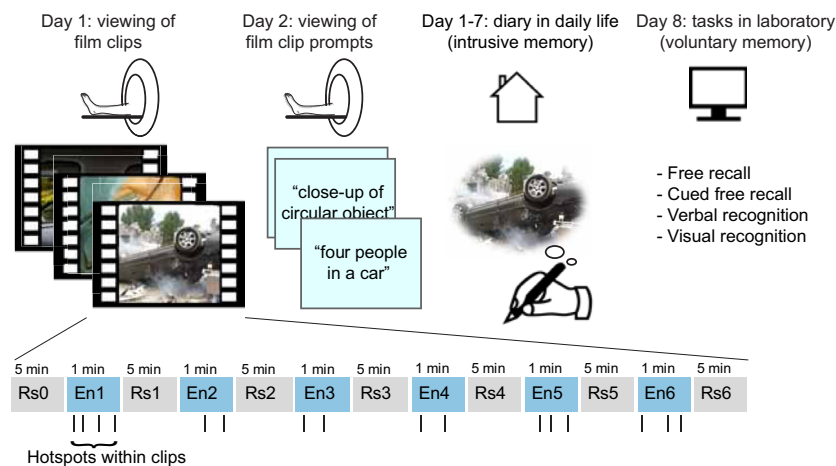 Day 1: viewing of
film clips
Day 2: viewing of
film clip prompts
Day 1-7: diary in daily life
(intrusive memory)
Day 8: tasks in laboratory
(voluntary memory)
“close-up of
circular object”
“four people
in a car”
- Free recall
- Cued free recall
- Verbal recognition
- Visual recognition
5 min 1 min 5 min 1 min 5 min 1 min 5 min 1 min 5 min 1 min 5 min 1 min 5 min
Rs0 En1 Rs1 En2 Rs2 En3 Rs3 En4 Rs4 En5 Rs5 En6 Rs6
Hotspots within clips